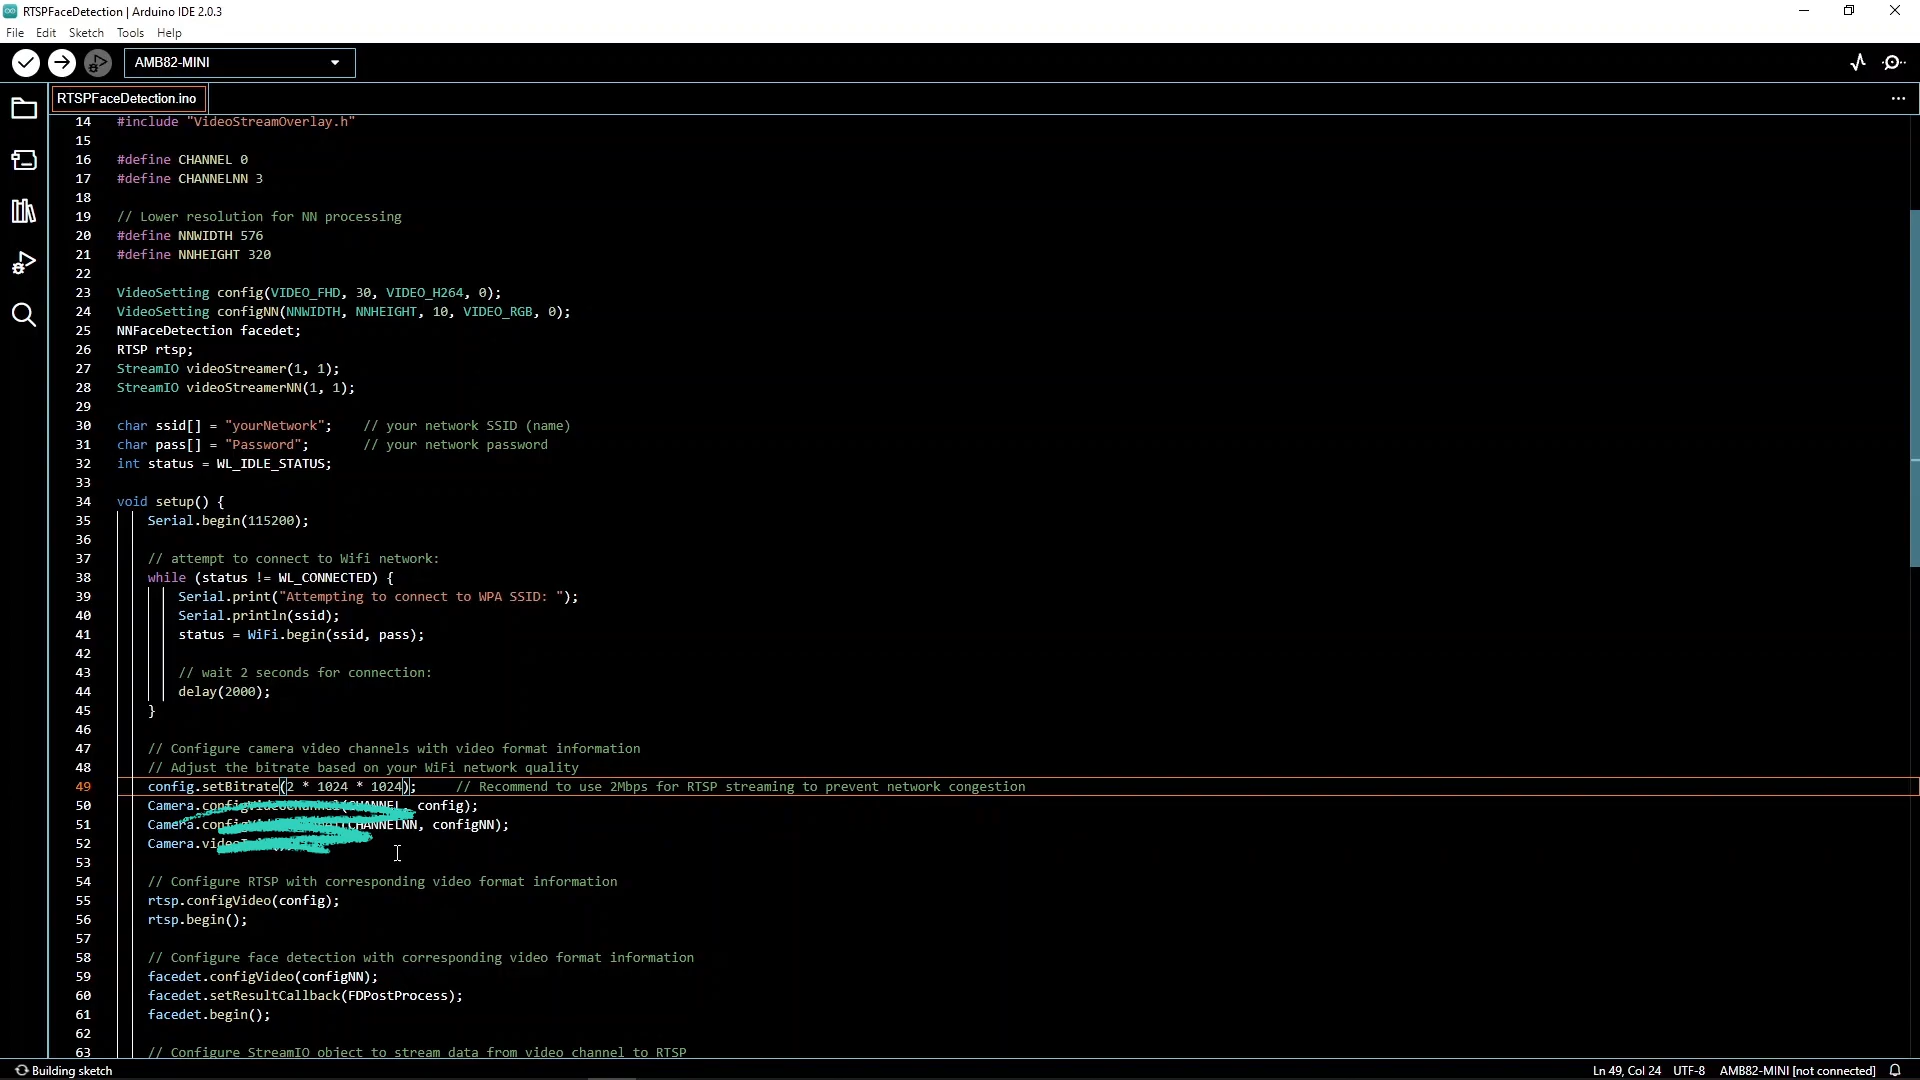 RTSPFaceDetection | Arduino IDE 2.0.3
File Edit Sketch Tools Help
AMB82-MINI
RTSPFaceDetection.ino
14 #include "VideoStreamOverlay.h"
15
16 #define CHANNEL 0
17 #define CHANNELNN 3
18
19 // Lower resolution for NN processing
20 #define NNWIDTH 576
21 #define NNHEIGHT 320
22
23 VideoSetting config(VIDEO_FHD, 30, VIDEO_H264, 0);
24 VideoSetting configNN(NNWIDTH, NNHEIGHT, 10, VIDEO_RGB, 0);
25 NNFaceDetection facedet;
26 RTSP rtsp;
27 StreamIO videoStreamer(1, 1);
28 StreamIO videoStreamerNN(1, 1);
29
30 char ssid[] = "yourNetwork"; // your network SSID (name)
31 char pass[] = "Password"; // your network password
32 int status = WL_IDLE_STATUS;
33
34 void setup() {
35 Serial.begin(115200);
36
37 // attempt to connect to Wifi network:
38 while (status != WL_CONNECTED) {
39 Serial.print("Attempting to connect to WPA SSID: ");
40 Serial.println(ssid);
41 status = WiFi.begin(ssid, pass);
42
43 // wait 2 seconds for connection:
44 delay(2000);
45 }
46
47 // Configure camera video channels with video format information
48 // Adjust the bitrate based on your WiFi network quality
49 config.setBitrate(2 * 1024 * 1024); // Recommend to use 2Mbps for RTSP streaming to prevent network congestion
50 Camera.configVideoChannel(CHANNEL, config);
51 Camera. (CHANNELNN, configNN);
52 Camera.
53
54 // Configure RTSP with corresponding video format information
55 rtsp.configVideo(config);
56 rtsp.begin();
57
58 // Configure face detection with corresponding video format information
59 facedet.configVideo(configNN);
60 facedet.setResultCallback(FDPostProcess);
61 facedet.begin();
62
63 // Configure StreamIO object to stream data from video channel to RTSP
Building sketch
Ln 49, Col 24 UTF-8 AMB82-MINI [not connected]